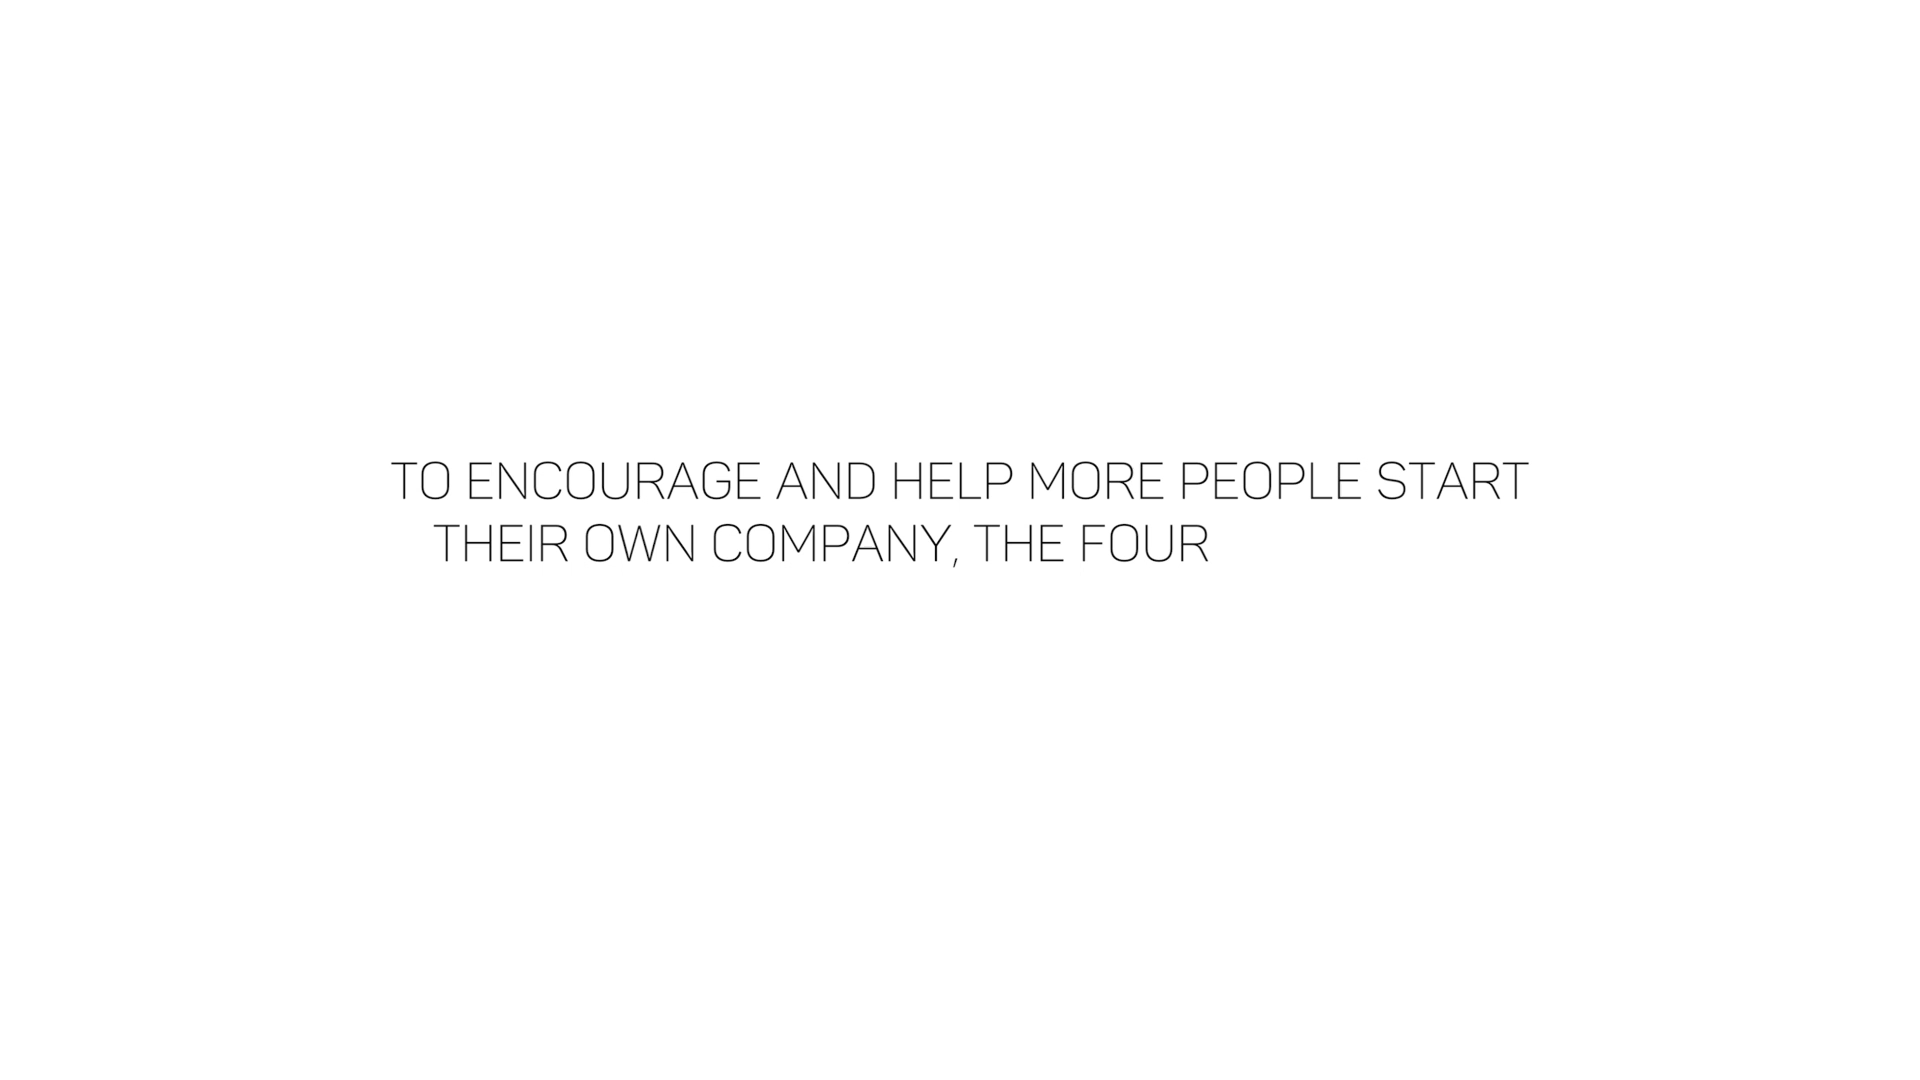 TO ENCOURAGE AND HELP MORE PEOPLE START
THEIR OWN COMPANY, THE FOUR